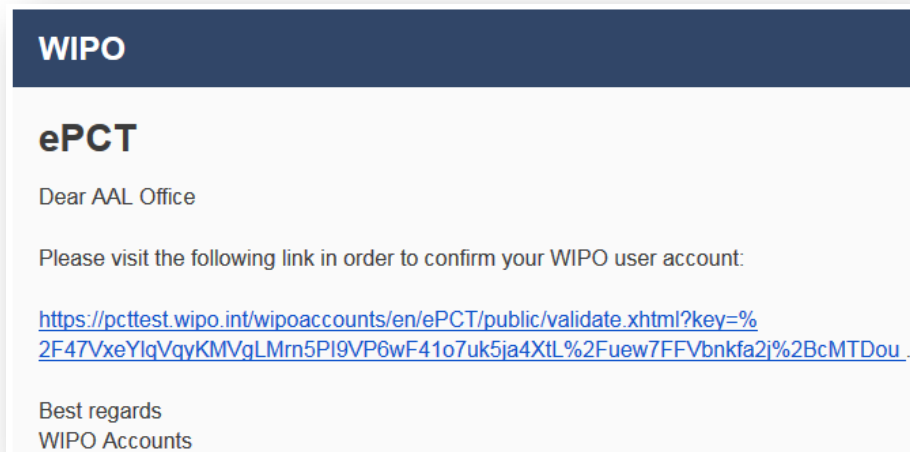 WIPO
ePCT
Dear AAL Office
Please visit the following link in order to confirm your WIPO user account:
https://pcttest.wipo.int/wipoaccounts/en/ePCT/public/validate.xhtml?key=%
2F47VxeYlqVqyKMVgLMrn5PI9VP6wF41o7uk5ja4XtL%2Fuew7FFVbnkfa2j%2BcMTDou .
Best regards
WIPO Accounts